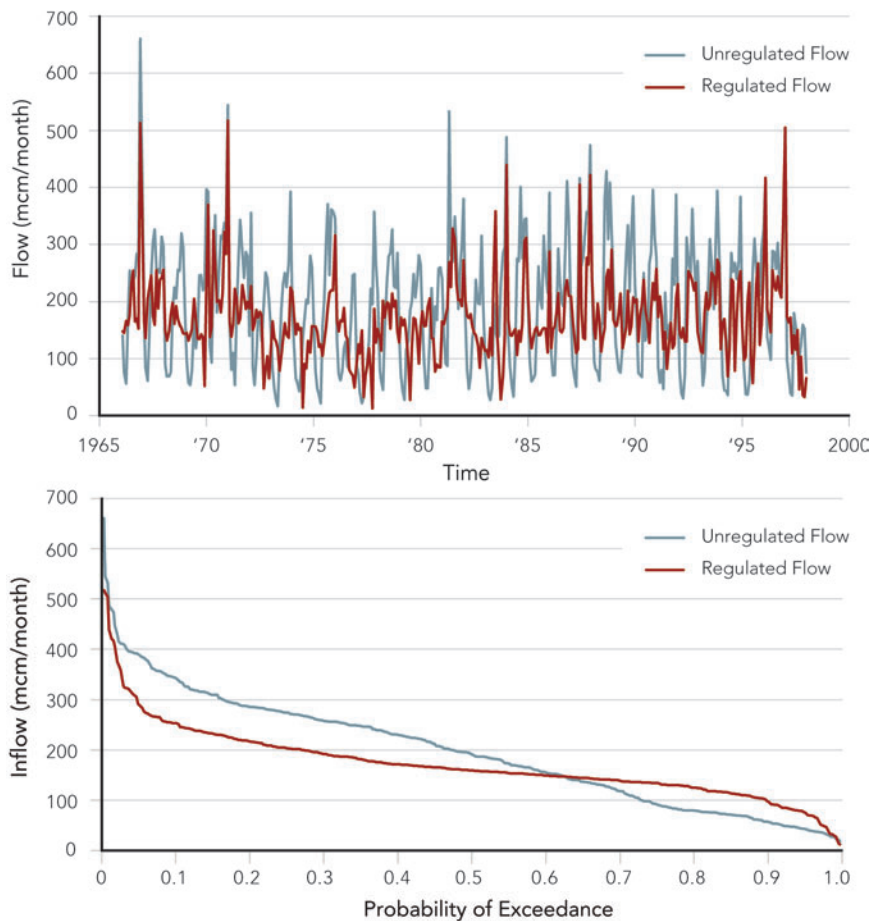 700
600
500
400
300
200
100
0
Flow (mcm/month)
Unregulated Flow
Regulated Flow
1965 '70 '75 '80 '85 '90 '95 2000
Time
700
600
500
400
300
200
100
0
Inflow (mcm/month)
Unregulated Flow
Regulated Flow
0 0.1 0.2 0.3 0.4 0.5 0.6 0.7 0.8 0.9 1.0
Probability of Exceedance